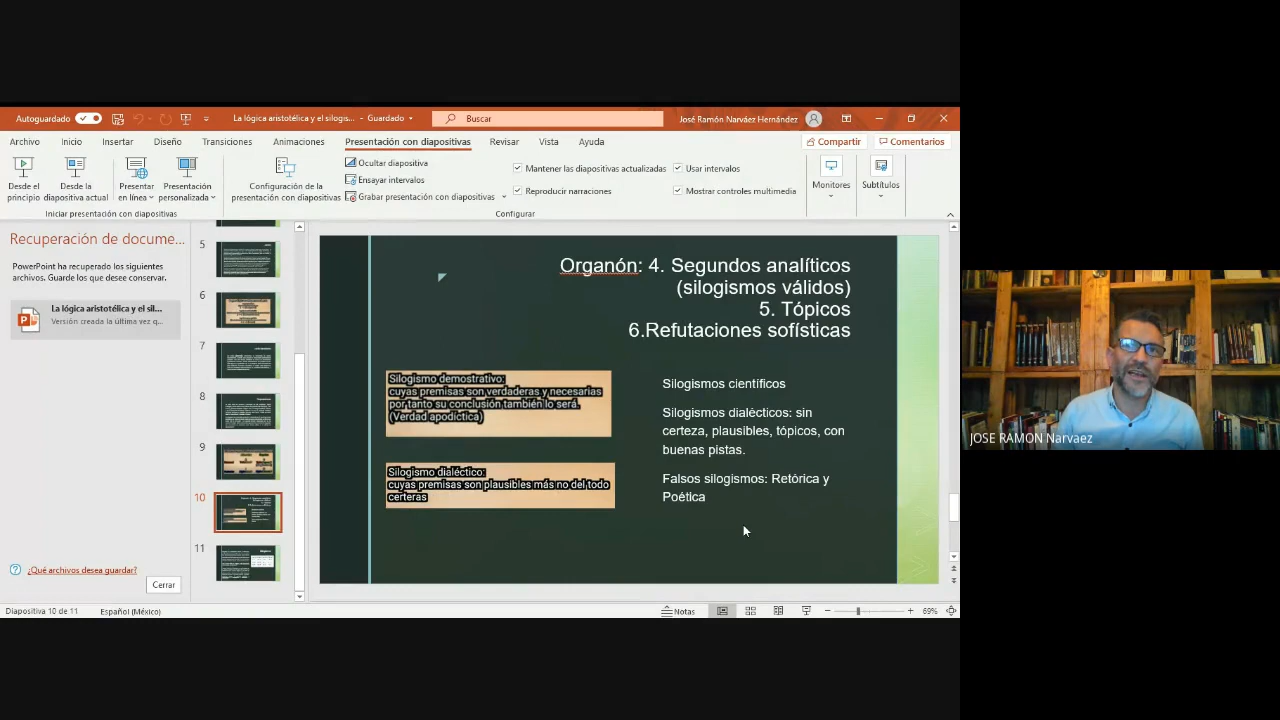 Autoguardado
La lógica aristotélica y el silogis... – Guardado
Buscar
José Ramón Narváez Hernández
Archivo
Inicio
Insertar
Diseño
Transiciones
Animaciones
Presentación con diapositivas
Revisar
Vista
Ayuda
Compartir
Comentarios
Desde el principio
Desde la diapositiva actual
Presentar en línea
Presentación personalizada
Iniciar presentación con diapositivas
Configuración de la presentación con diapositivas
Ocultar diapositiva
Ensayar intervalos
Grabar presentación con diapositivas
Mantener las diapositivas actualizadas
Reproducir narraciones
Usar intervalos
Mostrar controles multimedia
Configurar
Monitores
Subtítulos
Recuperación de docume...
PowerPoint ha recuperado los siguientes
archivos. Guarde los que desee conservar.
La lógica aristotélica y el sil...
Versión creada la última vez q...
¿Qué archivos desea guardar?
Cerrar
5
6
7
8
9
10
11
Organón: 4. Segundos analíticos
(silogismos válidos)
5. Tópicos
6.Refutaciones sofísticas
Silogismo demostrativo:
cuyas premisas son verdaderas y necesarias
por tanto su conclusión también lo será.
(Verdad apodíctica)
Silogismo dialéctico:
cuyas premisas son plausibles más no del todo
certeras
Silogismos científicos
Silogismos dialécticos: sin
certeza, plausibles, tópicos, con
buenas pistas.
Falsos silogismos: Retórica y
Poética
JOSE RAMON Narvaez
Diapositiva 10 de 11
Español (México)
Notas
69%